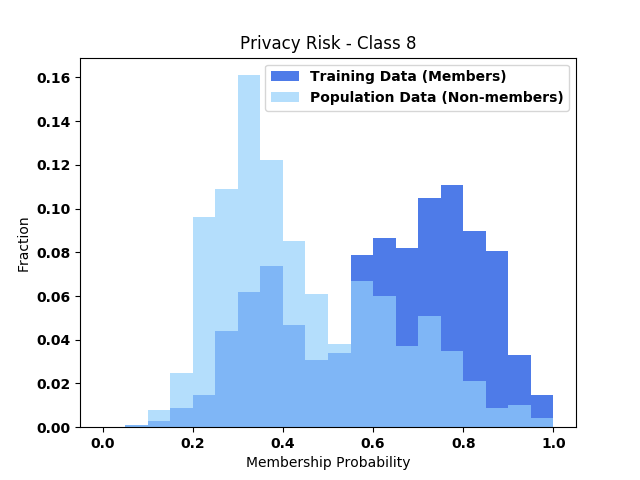 Privacy Risk - Class 8
Training Data (Members)
Population Data (Non-members)
Fraction
0.16
0.14
0.12
0.10
0.08
0.06
0.04
0.02
0.00
0.0 0.2 0.4 0.6 0.8 1.0
Membership Probability